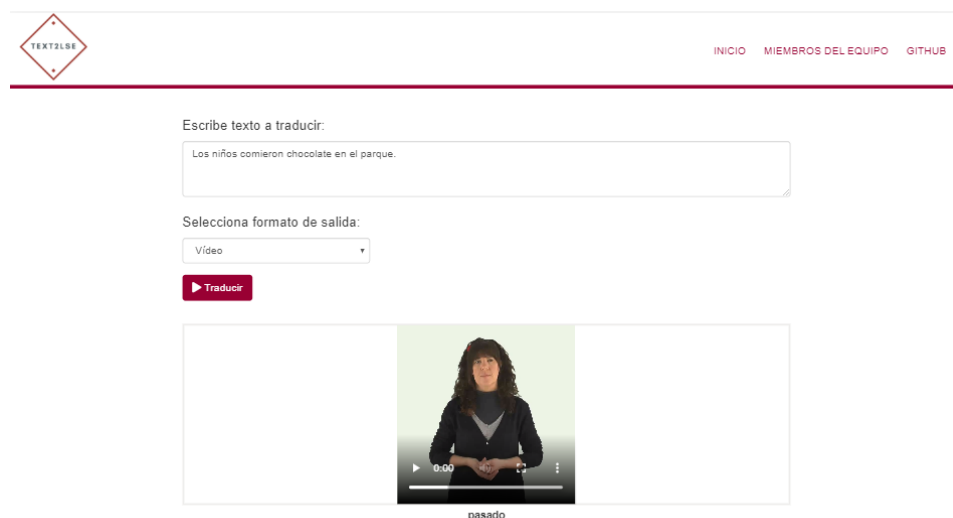 TEXT2LSE
INICIO MIEMBROS DEL EQUIPO GITHUB
Escribe texto a traducir:
Los niños comieron chocolate en el parque.
Selecciona formato de salida:
Vídeo
Traducir
0:00
pasado